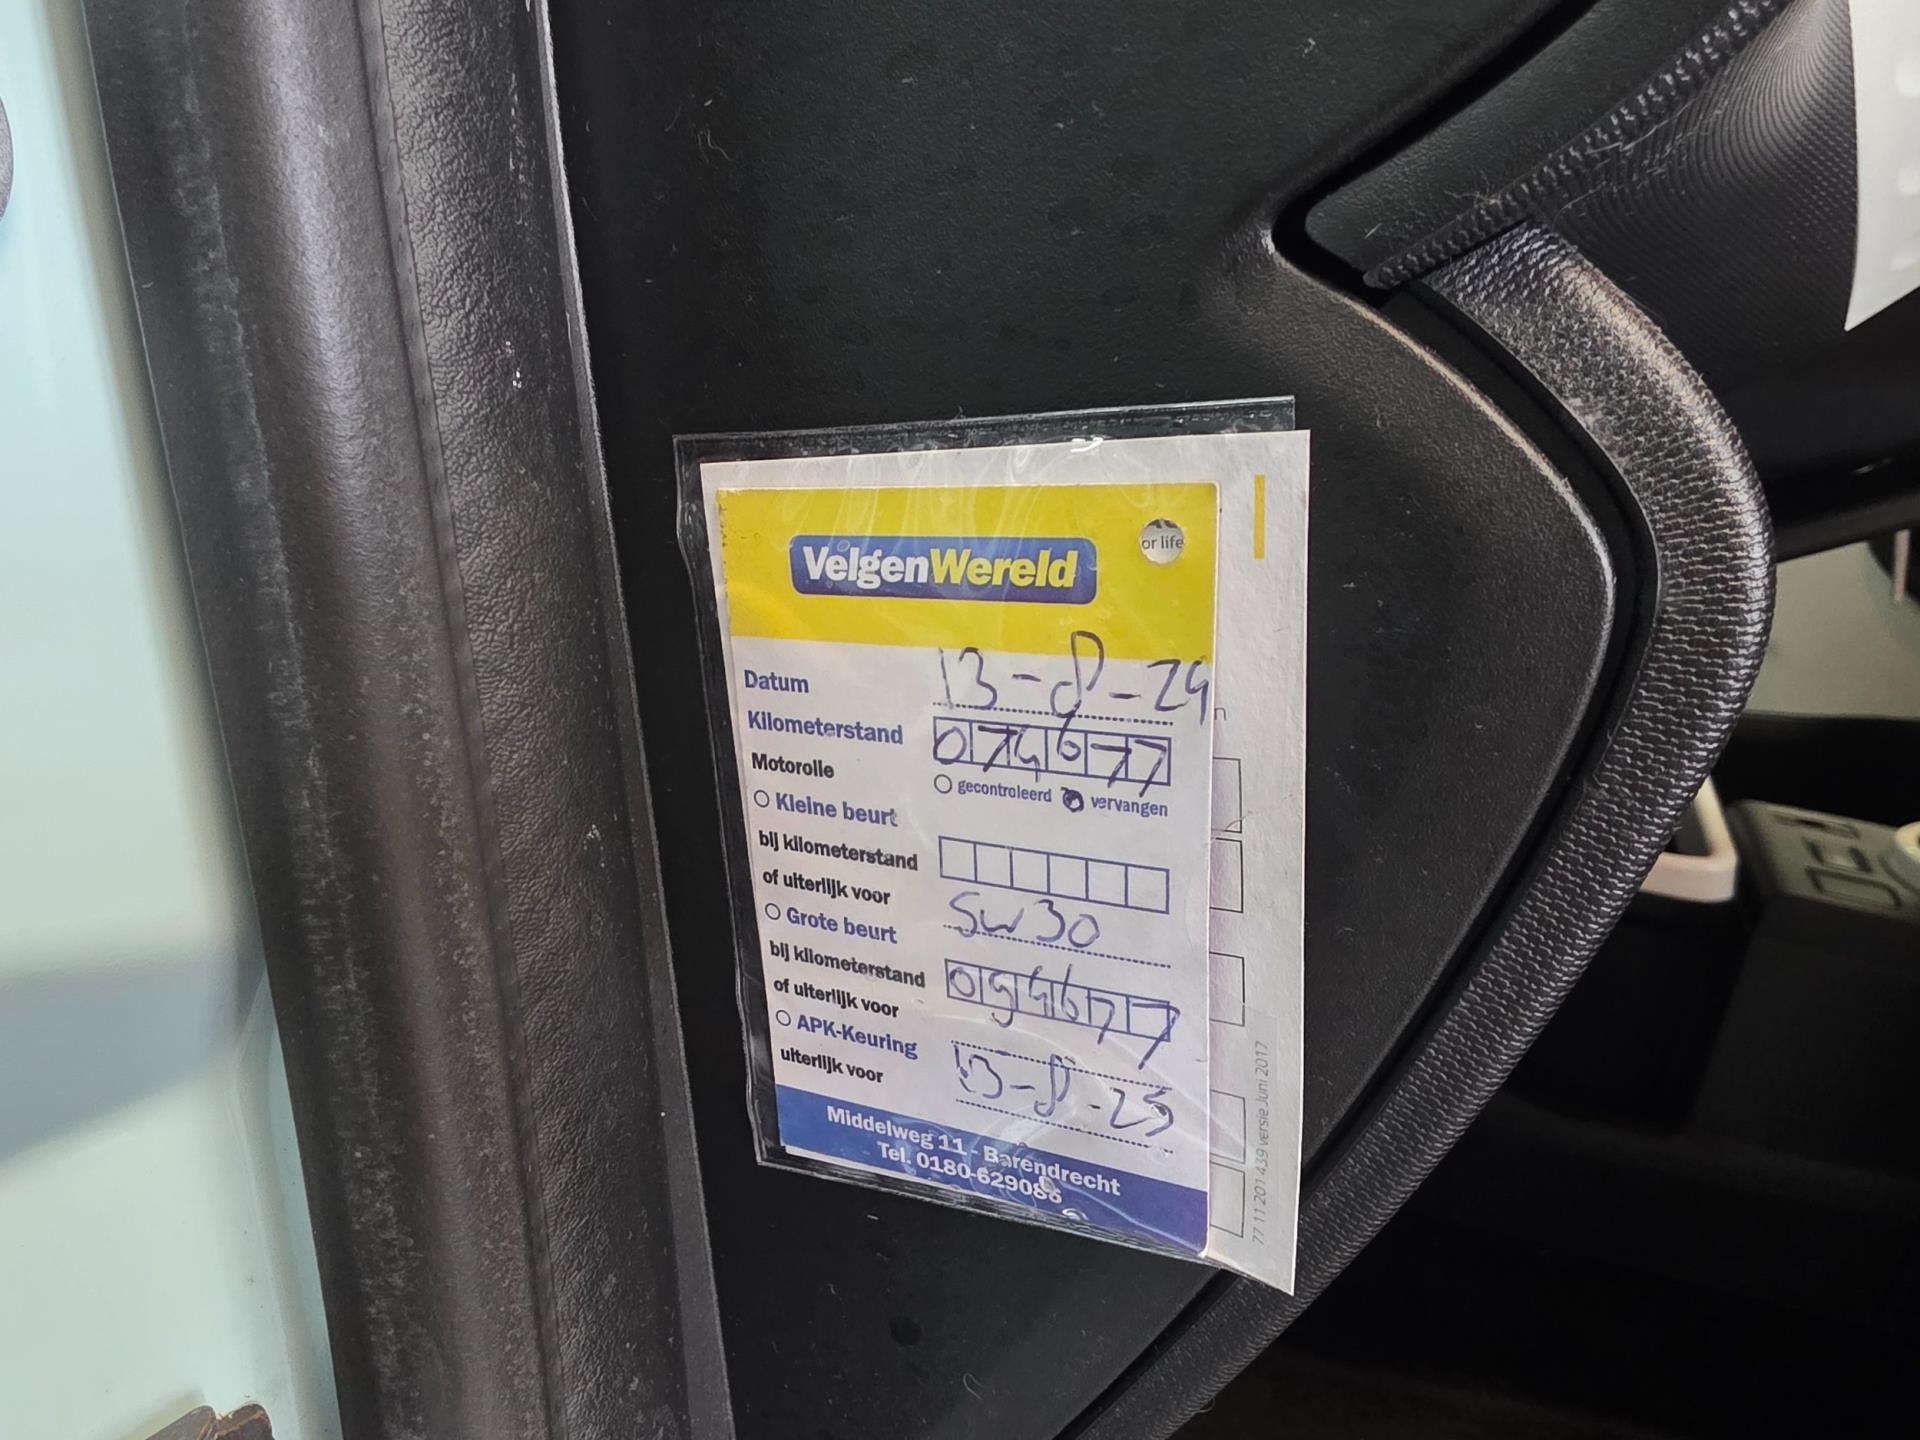 or life
VelgenWereld
Datum 13-8-24
Kilometerstand 074677
Motorolie gecontroleerd vervangen
Kleine beurt
bij kilometerstand
of uiterlijk voor 5W30
Grote beurt
bij kilometerstand 094677
of uiterlijk voor
APK-Keuring
uiterlijk voor 13-8-25
Middelweg 11 - Barendrecht
Tel. 0180-629086
77 11 201 439 versie Juni 2017